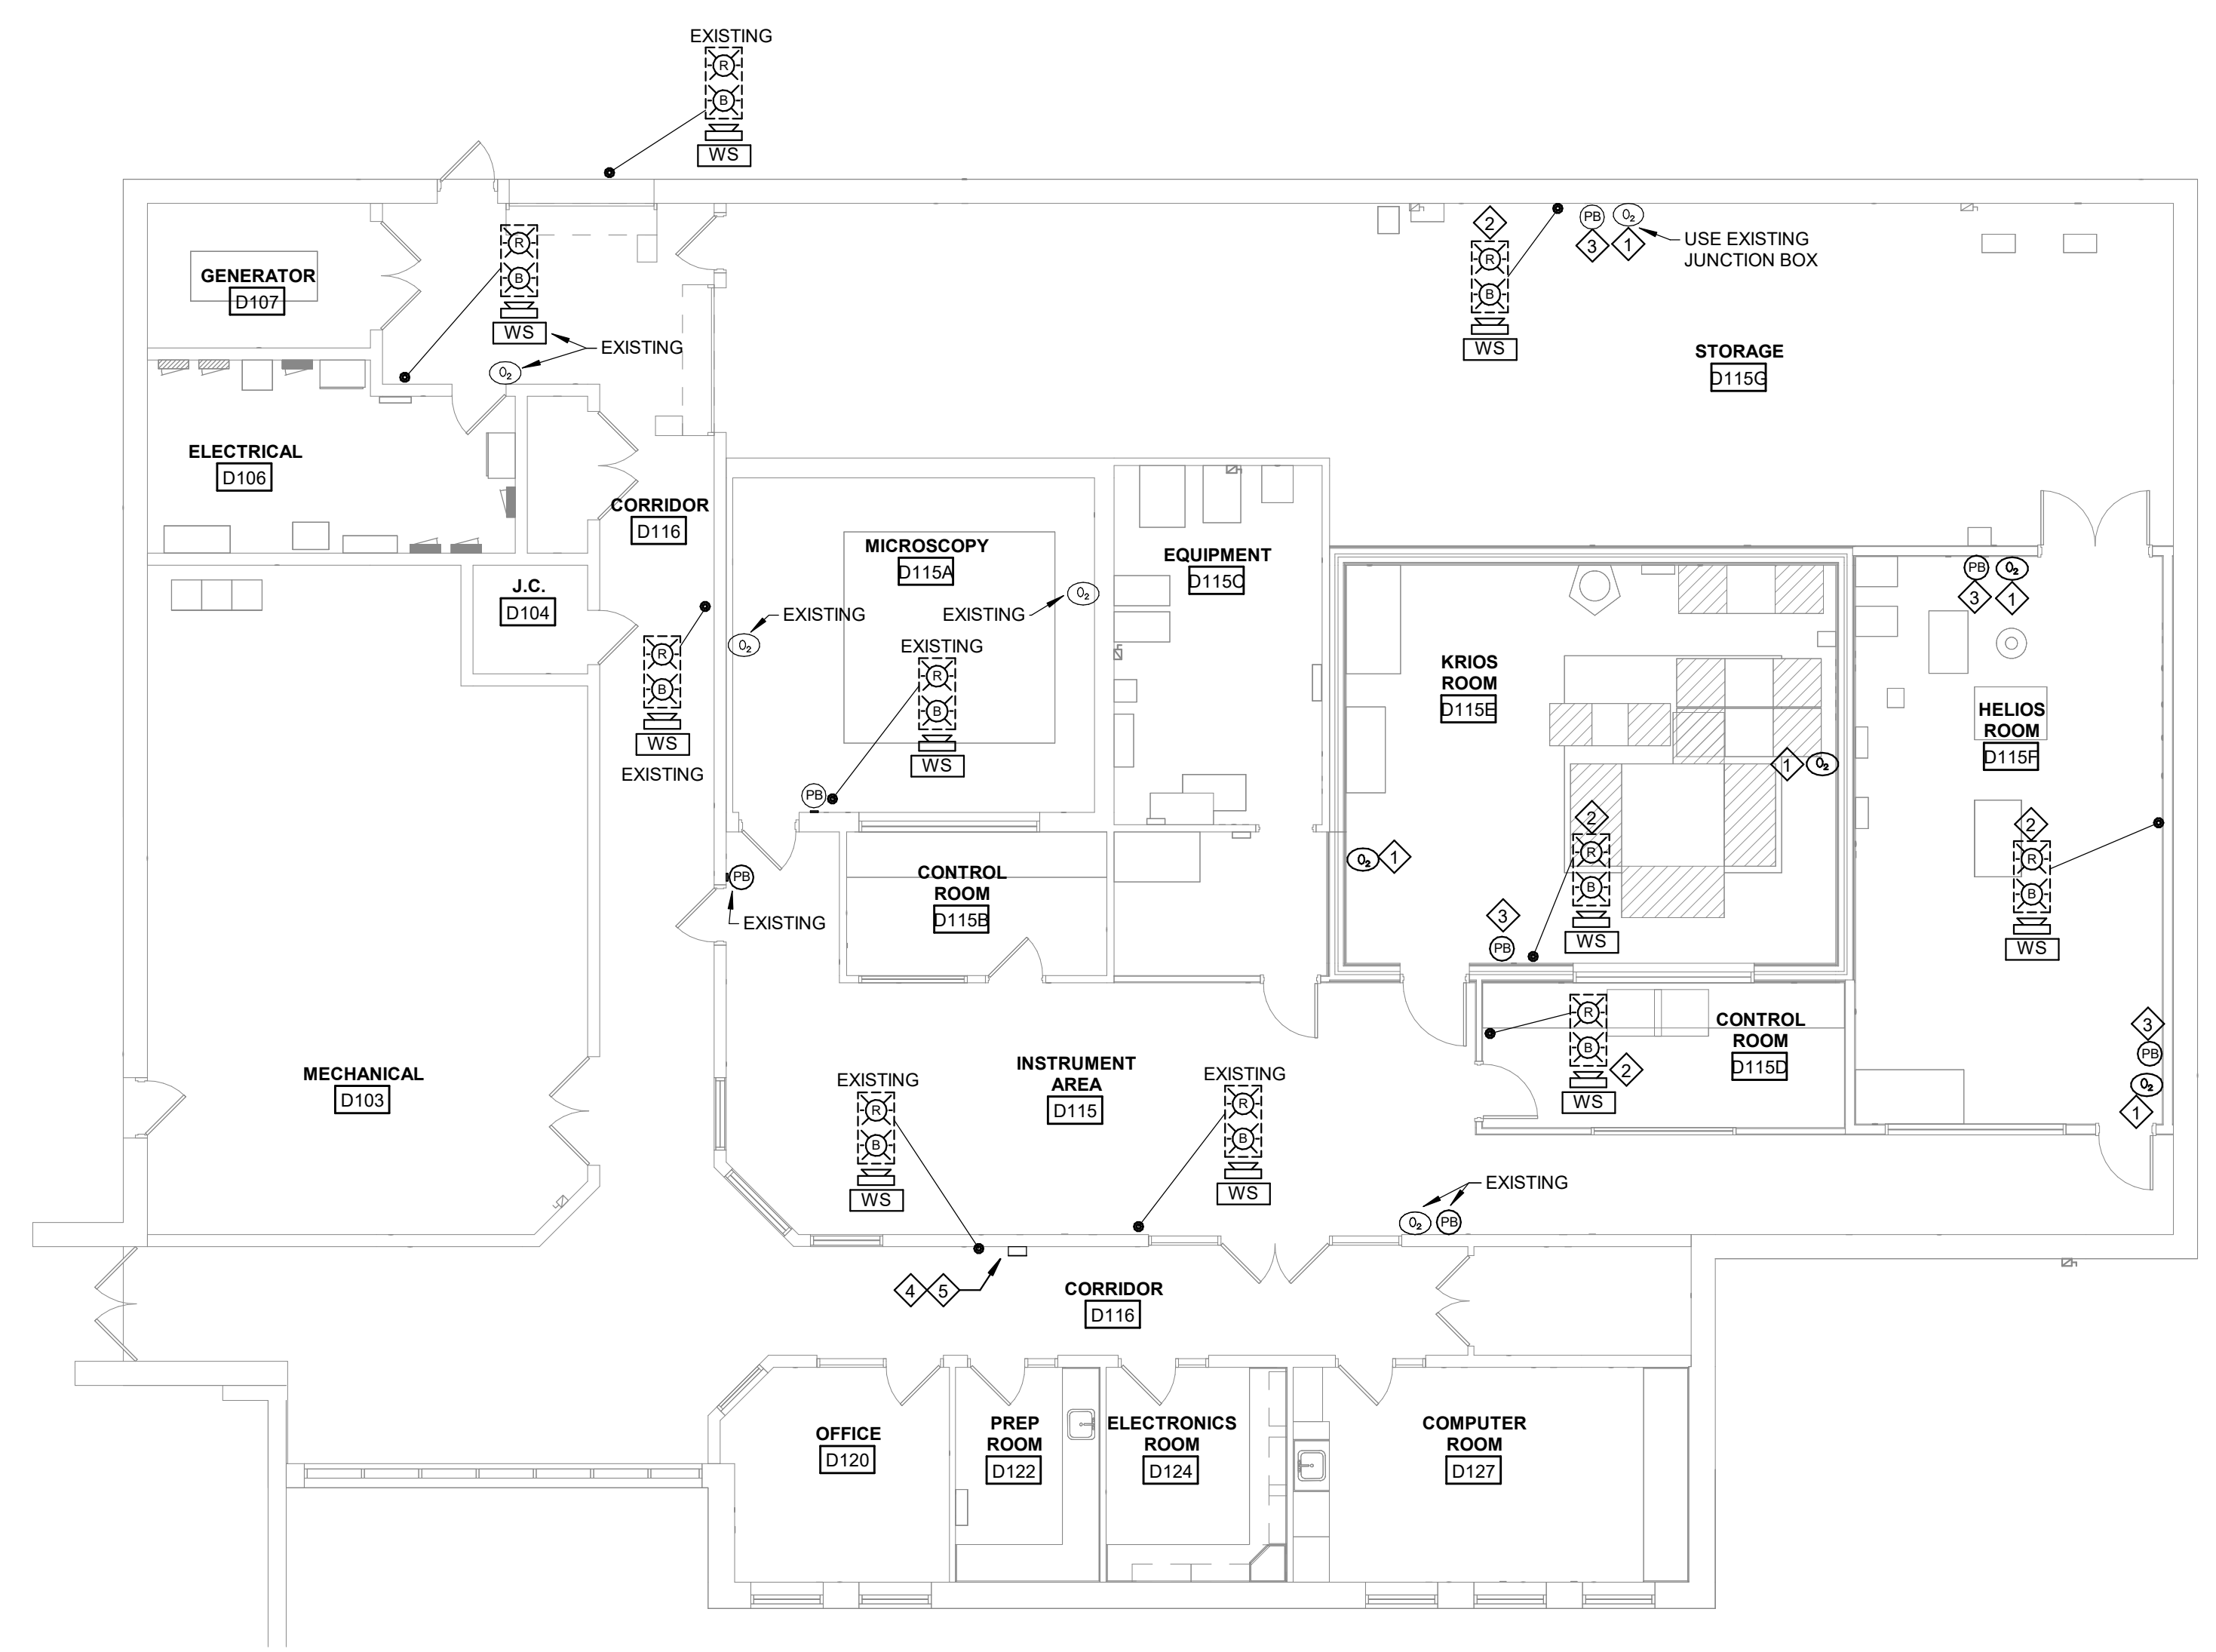 EXISTING
R
B
WS
GENERATOR
D107
R
B
WS
EXISTING
O2
2
R
B
WS
PB
3
O2
1
USE EXISTING
JUNCTION BOX
STORAGE
D115G
ELECTRICAL
D106
CORRIDOR
D116
J.C.
D104
R
B
WS
EXISTING
MICROSCOPY
D115A
O2
EXISTING
EXISTING
O2
EXISTING
R
B
WS
PB
EQUIPMENT
D115C
KRIOS
ROOM
D115E
1
O2
O2
1
2
R
B
WS
3
PB
PB
3
O2
1
HELIOS
ROOM
D115F
2
R
B
WS
3
PB
O2
1
PB
EXISTING
CONTROL
ROOM
D115B
R
B
WS
2
CONTROL
ROOM
D115D
MECHANICAL
D103
INSTRUMENT
AREA
D115
EXISTING
R
B
WS
EXISTING
R
B
WS
EXISTING
O2
PB
4
5
CORRIDOR
D116
OFFICE
D120
PREP
ROOM
D122
ELECTRONICS
ROOM
D124
COMPUTER
ROOM
D127